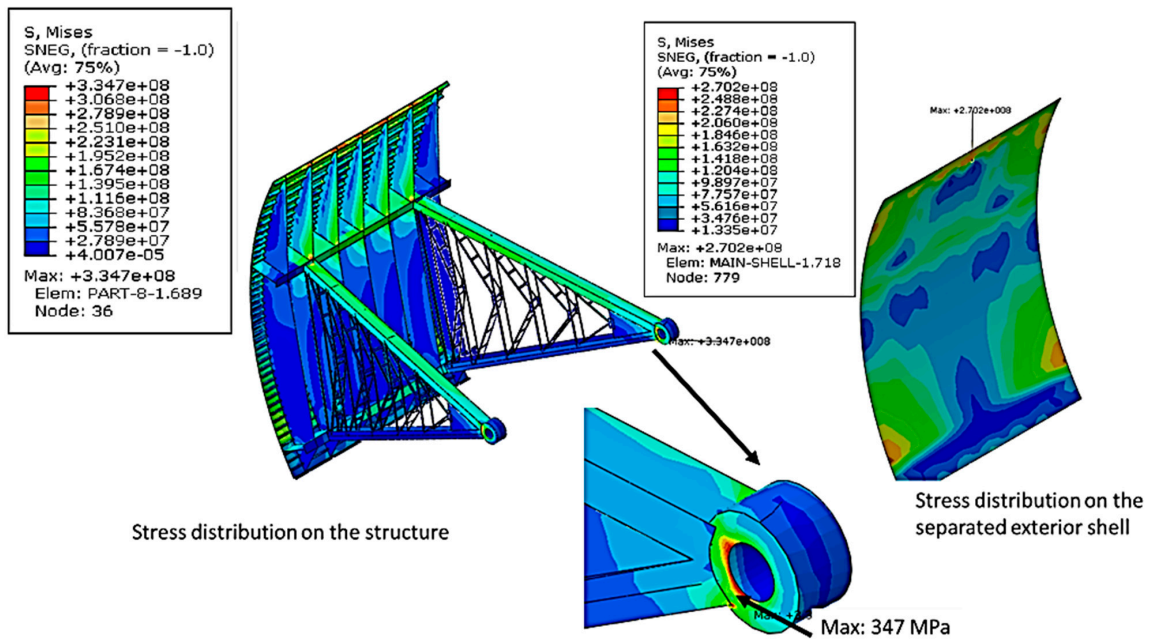 S, Mises
SNEG, (fraction = -1.0)
(Avg: 75%)
+3.347e+08
+3.068e+08
+2.789e+08
+2.510e+08
+2.231e+08
+1.952e+08
+1.674e+08
+1.395e+08
+1.116e+08
+8.368e+07
+5.578e+07
+2.789e+07
+4.007e-05
Max: +3.347e+08
Elem: PART-8-1.689
Node: 36
S, Mises
SNEG, (fraction = -1.0)
(Avg: 75%)
+2.702e+08
+2.488e+08
+2.274e+08
+2.060e+08
+1.846e+08
+1.632e+08
+1.418e+08
+1.204e+08
+9.897e+07
+7.757e+07
+5.616e+07
+3.476e+07
+1.335e+07
Max: +2.702e+08
Elem: MAIN-SHELL-1.718
Node: 779
Max: +2.702e+008
Max: +3.347e+008
Stress distribution on the structure
Stress distribution on the
separated exterior shell
Max: 347 MPa